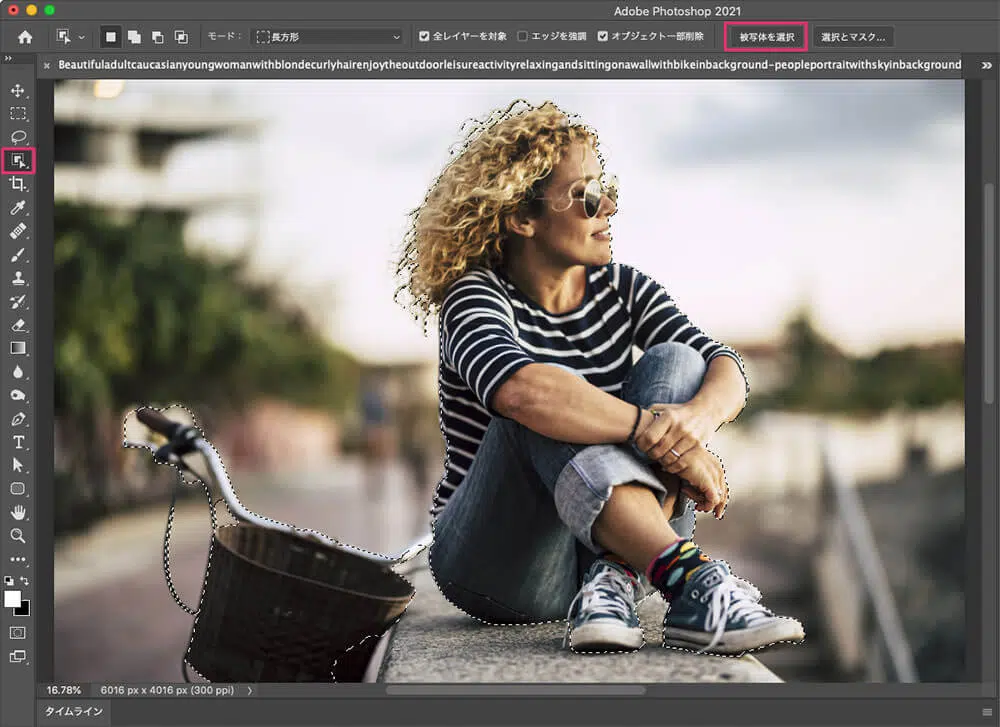 Adobe Photoshop 2021
モード： 長方形 全レイヤーを対象 エッジを強調 オブジェクト一部削除 被写体を選択 選択とマスク...
Beautifuladultcaucasianyoungwomanwithblondecurlyhairenjoytheoutdoorleisureactivityrelaxingandsittingonawallwithbikeinbackground-peopleportraitwithskyinbackground
16.78% 6016 px x 4016 px (300 ppi)
タイムライン